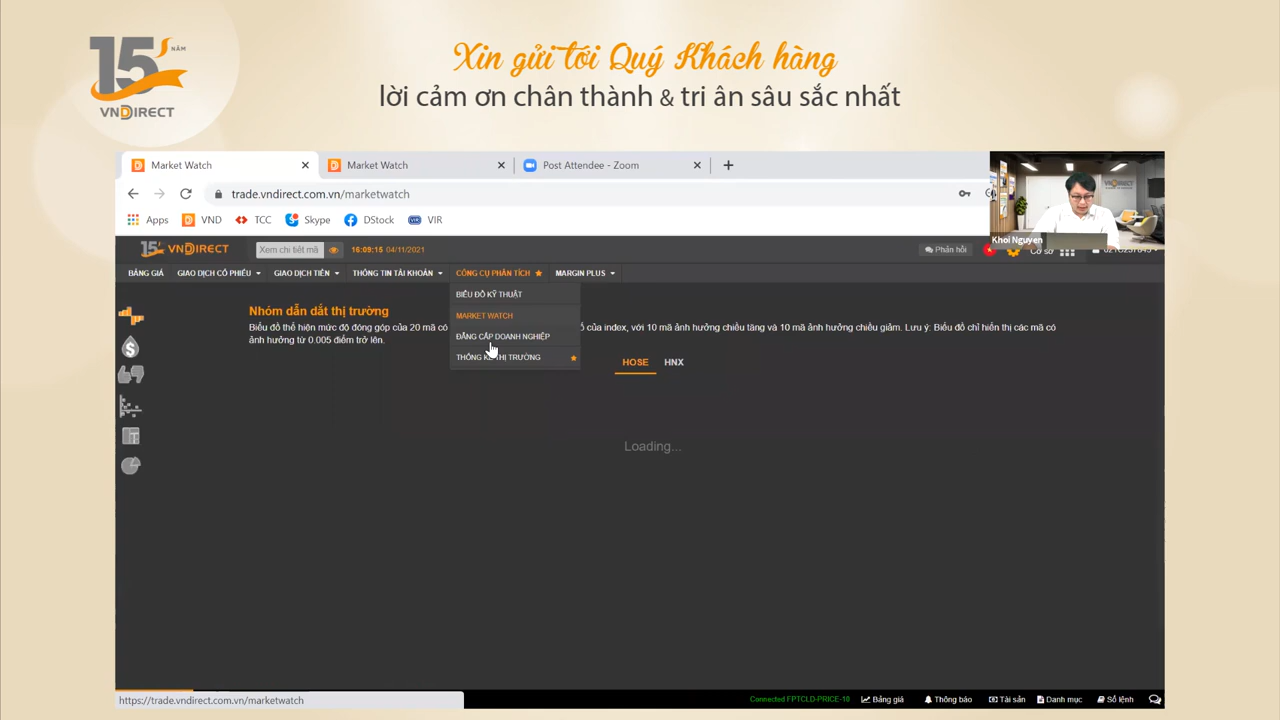 15 NĂM
VNDIRECT
Xin gửi tới Quý Khách hàng
lời cảm ơn chân thành & tri ân sâu sắc nhất
Market Watch
Market Watch
Post Attendee - Zoom
trade.vndirect.com.vn/marketwatch
Apps VND TCC Skype DStock VIR
VNDIRECT
Khoi Nguyen
15 VNDIRECT Xem chi tiết mã 16:09:15 04/11/2021 Phản hồi Cơ sở
BẢNG GIÁ GIAO DỊCH CỔ PHIẾU GIAO DỊCH TIỀN THÔNG TIN TÀI KHOẢN CÔNG CỤ PHÂN TÍCH MARGIN PLUS
BIỂU ĐỒ KỸ THUẬT
MARKET WATCH
ĐẲNG CẤP DOANH NGHIỆP
THỐNG KÊ THỊ TRƯỜNG
Nhóm dẫn dắt thị trường
Biểu đồ thể hiện mức độ đóng góp của 20 mã có số của index, với 10 mã ảnh hưởng chiều tăng và 10 mã ảnh hưởng chiều giảm. Lưu ý: Biểu đồ chỉ hiển thị các mã có
ảnh hưởng từ 0.005 điểm trở lên.
HOSE HNX
Loading...
https://trade.vndirect.com.vn/marketwatch
Connected FPTCLD-PRICE-10 Bảng giá Thông báo Tài sản Danh mục Sổ lệnh